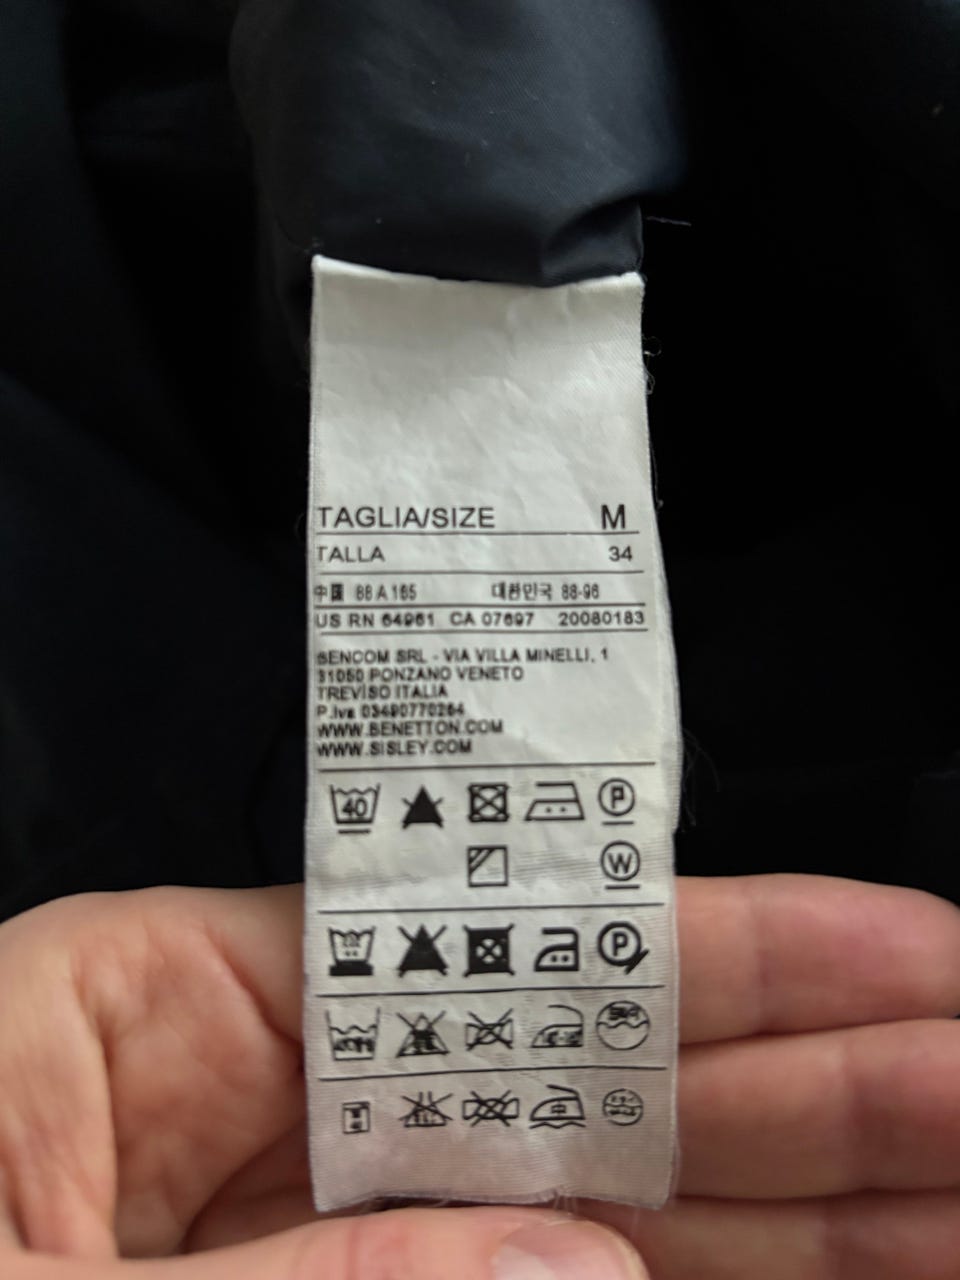 TAGLIA/SIZE M
TALLA 34
中国 88 A 165 대한민국 88-96
US RN 64961 CA 07697 20080183
BENCOM SRL - VIA VILLA MINELLI, 1
31050 PONZANO VENETO
TREVISO ITALIA
P.Iva 03490770264
WWW.BENETTON.COM
WWW.SISLEY.COM
40 P
W
P
中